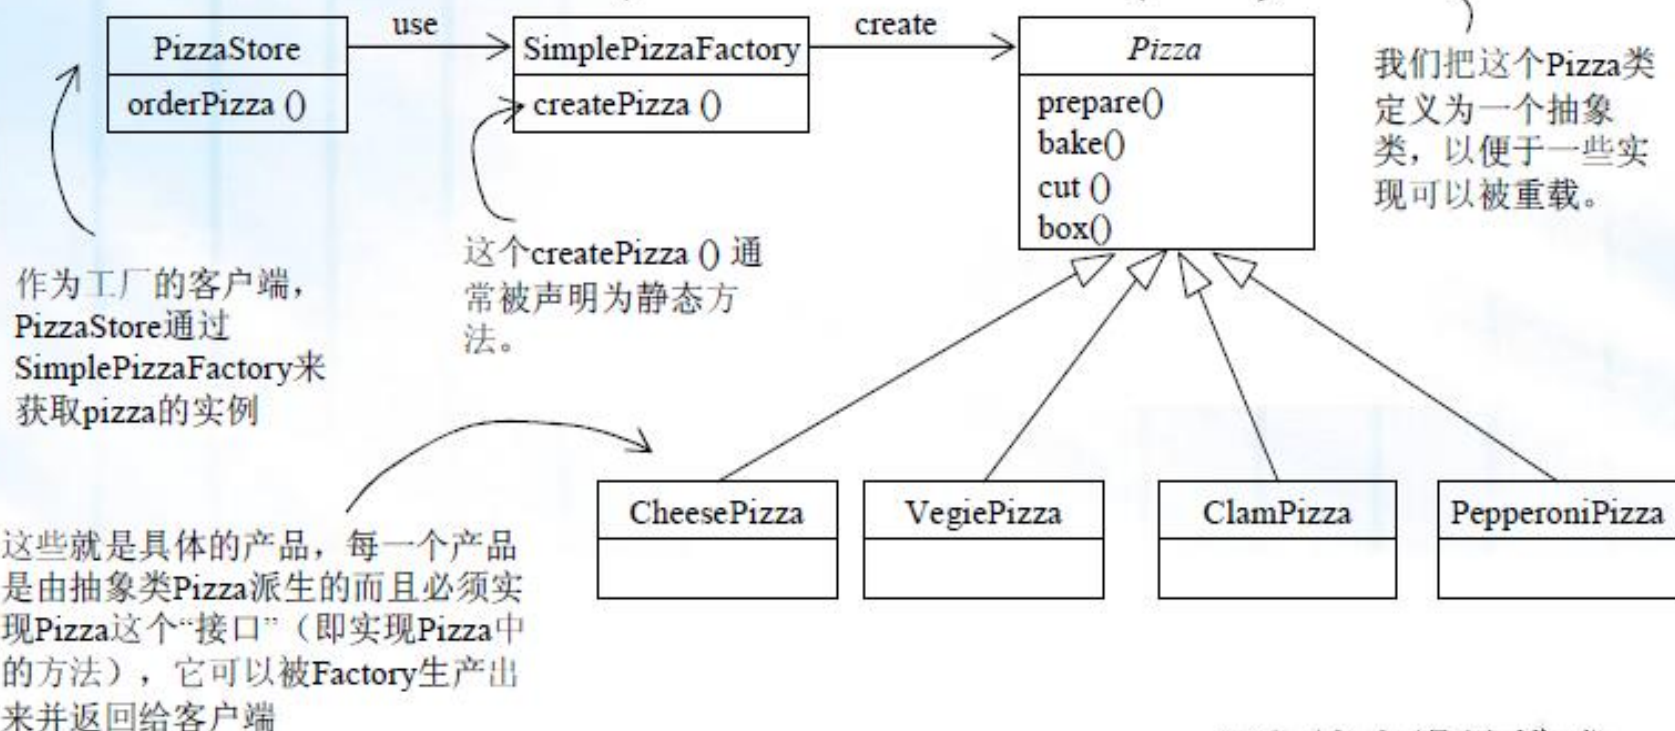 PizzaStore
orderPizza ()
use
SimplePizzaFactory
createPizza ()
create
Pizza
prepare()
bake()
cut ()
box()
我们把这个Pizza类
定义为一个抽象
类，以便于一些实
现可以被重载。
作为工厂的客户端，
PizzaStore通过
SimplePizzaFactory来
获取pizza的实例
这个createPizza () 通
常被声明为静态方
法。
CheesePizza
VegiePizza
ClamPizza
PepperoniPizza
这些就是具体的产品，每一个产品
是由抽象类Pizza派生的而且必须实
现Pizza这个“接口”（即实现Pizza中
的方法），它可以被Factory生产出
来并返回给客户端